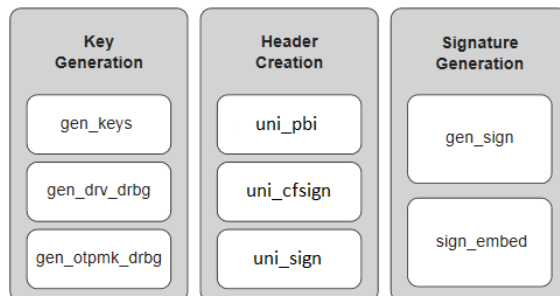 Key
Generation
gen_keys
gen_drv_drbg
gen_otpmk_drbg
Header
Creation
uni_pbi
uni_cfsign
uni_sign
Signature
Generation
gen_sign
sign_embed